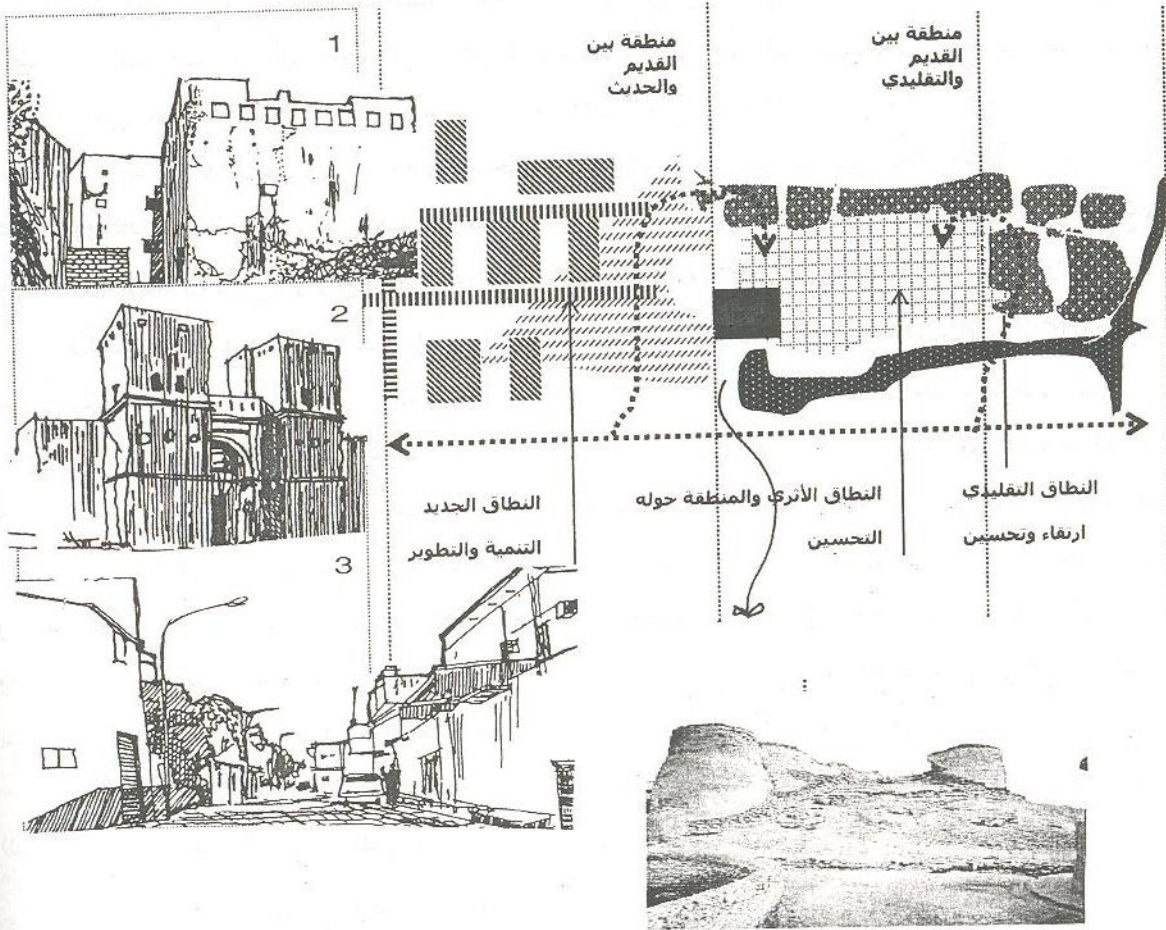 1
منطقة بين
القديم
والتقليدي
منطقة بين
القديم
والحديث
2
النطاق التقليدي
ارتقاء وتحسين
النطاق الأثرى والمنطقة حوله
التحسين
النطاق الجديد
التنمية والتطوير
3